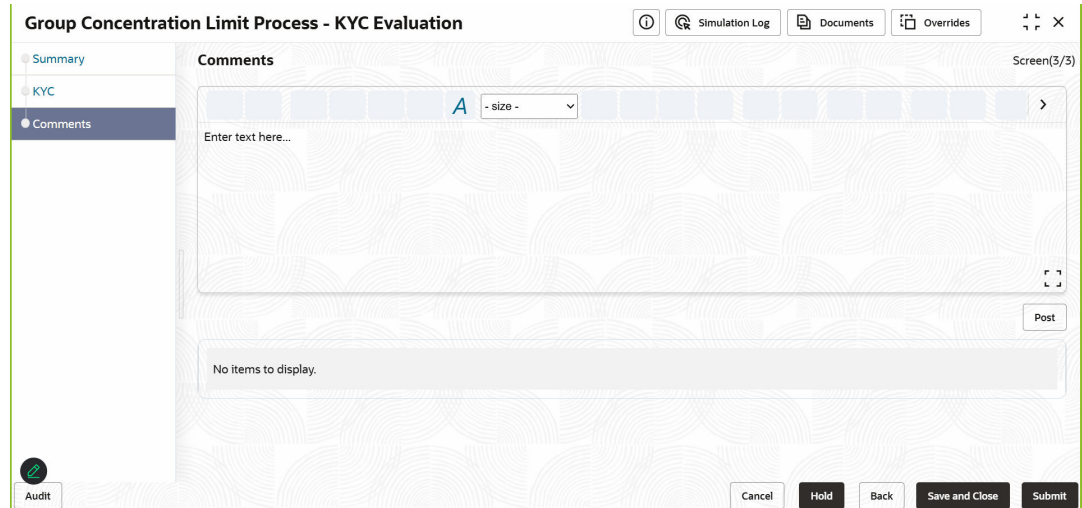 Group Concentration Limit Process - KYC Evaluation
Simulation Log
Documents
Overrides
Summary
KYC
Comments
Comments
Screen(3/3)
A
- size -
Enter text here...
Post
No items to display.
Audit
Cancel
Hold
Back
Save and Close
Submit